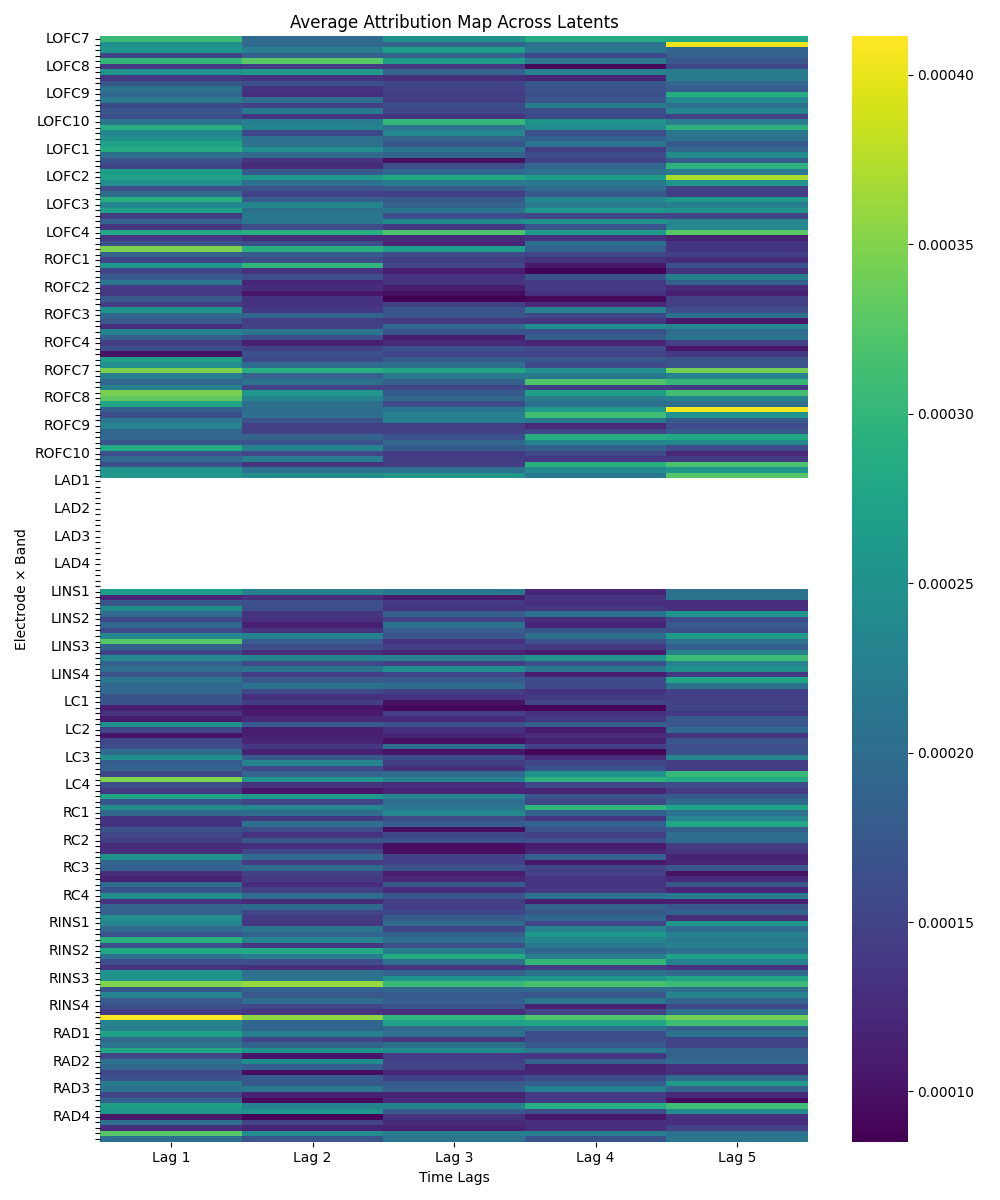 Average Attribution Map Across Latents
LOFC7
LOFC8
LOFC9
LOFC10
LOFC1
LOFC2
LOFC3
LOFC4
ROFC1
ROFC2
ROFC3
ROFC4
ROFC7
ROFC8
ROFC9
ROFC10
LAD1
LAD2
LAD3
LAD4
LINS1
LINS2
LINS3
LINS4
LC1
LC2
LC3
LC4
RC1
RC2
RC3
RC4
RINS1
RINS2
RINS3
RINS4
RAD1
RAD2
RAD3
RAD4
Electrode × Band
Lag 1 Lag 2 Lag 3 Lag 4 Lag 5
Time Lags
0.00040
0.00035
0.00030
0.00025
0.00020
0.00015
0.00010